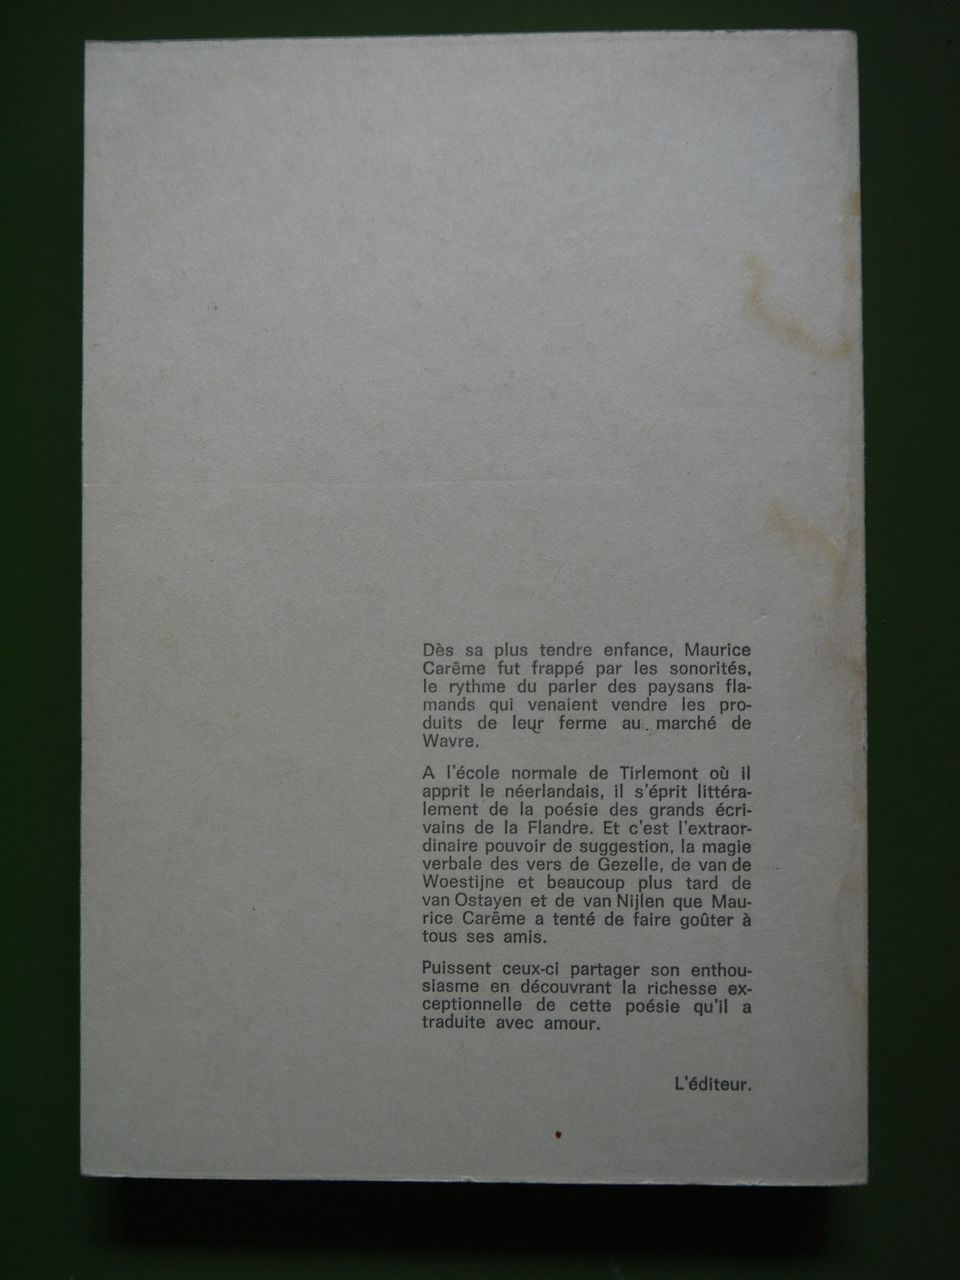 Dès sa plus tendre enfance, Maurice
Carême fut frappé par les sonorités,
le rythme du parler des paysans fla-
mands qui venaient vendre les pro-
duits de leur ferme au marché de
Wavre.
A l'école normale de Tirlemont où il
apprit le néerlandais, il s'éprit littéra-
lement de la poésie des grands écri-
vains de la Flandre. Et c'est l'extraor-
dinaire pouvoir de suggestion, la magie
verbale des vers de Gezelle, de van de
Woestijne et beaucoup plus tard de
van Ostayen et de van Nijlen que Mau-
rice Carême a tenté de faire goûter à
tous ses amis.
Puissent ceux-ci partager son enthou-
siasme en découvrant la richesse ex-
ceptionnelle de cette poésie qu'il a
traduite avec amour.
L'éditeur.